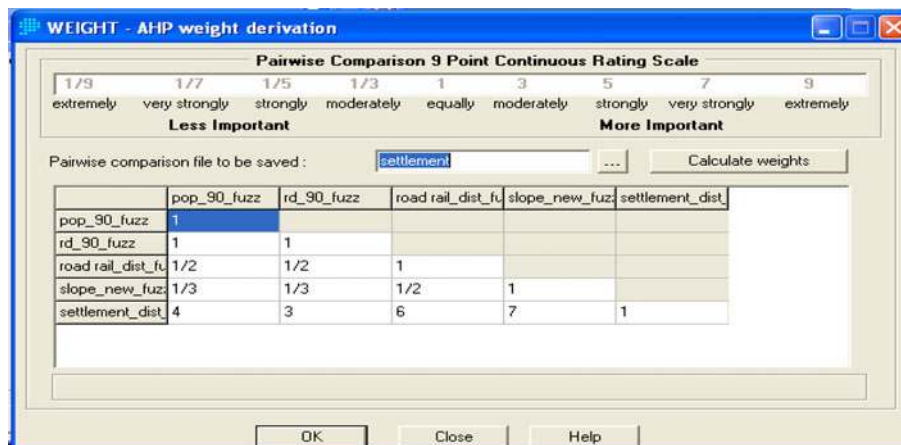 WEIGHT - AHP weight derivation
Pairwise Comparison 9 Point Continuous Rating Scale
1/9 1/7 1/5 1/3 1 3 5 7 9
extremely very strongly strongly moderately equally moderately strongly very strongly extremely
Less Important More Important
Pairwise comparison file to be saved : settlement ... Calculate weights
pop_90_fuzz rd_90_fuzz road rail_dist_fu slope_new_fuz settlement_dist_
pop_90_fuzz 1
rd_90_fuzz 1 1
road rail_dist_fu 1/2 1/2 1
slope_new_fuz 1/3 1/3 1/2 1
settlement_dist_ 4 3 6 7 1
OK Close Help